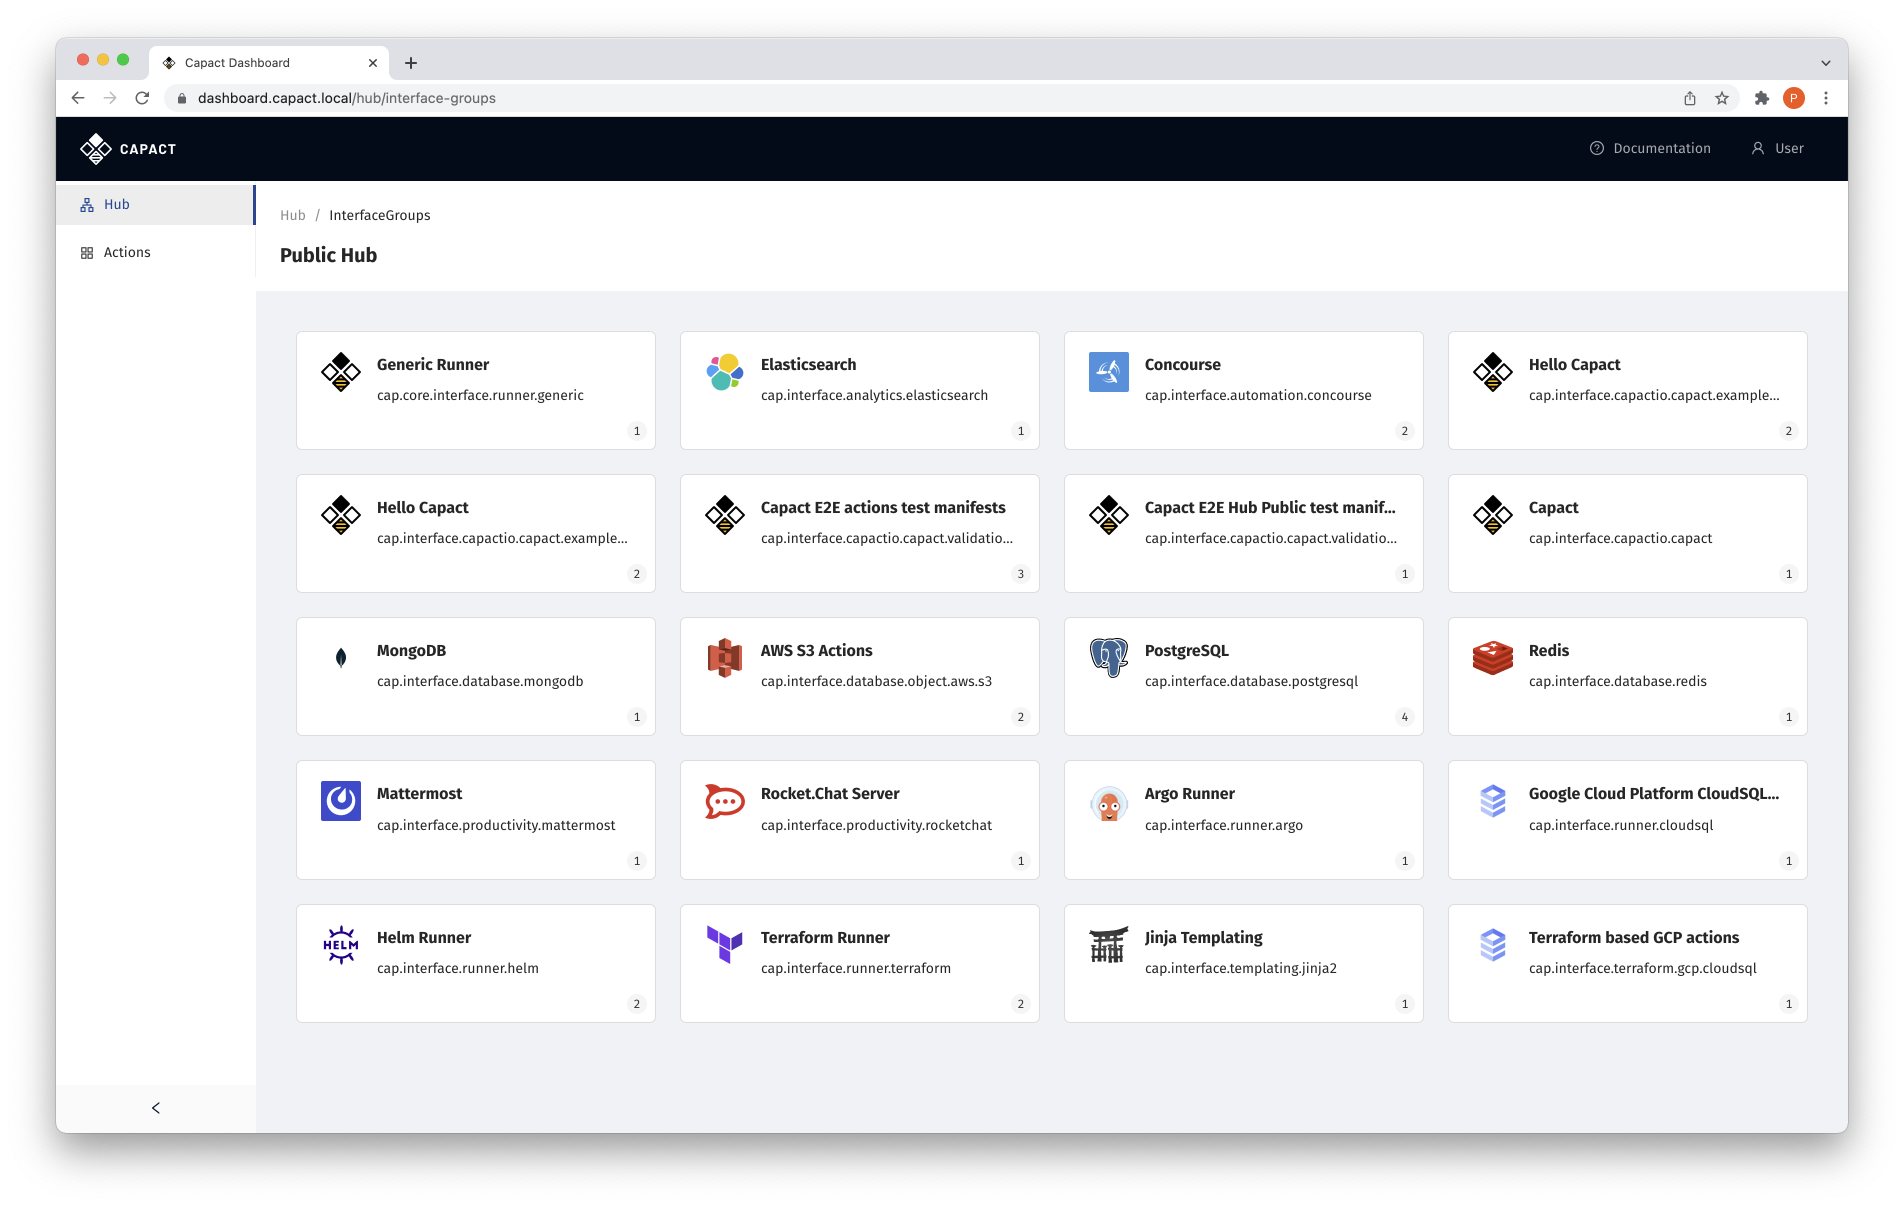 Capact Dashboard
dashboard.capact.local/hub/interface-groups
P
CAPACT
Documentation
User
Hub
Actions
Hub / InterfaceGroups
Public Hub
Generic Runner
cap.core.interface.runner.generic
1
Elasticsearch
cap.interface.analytics.elasticsearch
1
Concourse
cap.interface.automation.concourse
2
Hello Capact
cap.interface.capactio.capact.example...
2
Hello Capact
cap.interface.capactio.capact.example...
2
Capact E2E actions test manifests
cap.interface.capactio.capact.validatio...
3
Capact E2E Hub Public test manif...
cap.interface.capactio.capact.validatio...
1
Capact
cap.interface.capactio.capact
1
MongoDB
cap.interface.database.mongodb
1
AWS S3 Actions
cap.interface.database.object.aws.s3
2
PostgreSQL
cap.interface.database.postgresql
4
Redis
cap.interface.database.redis
1
Mattermost
cap.interface.productivity.mattermost
1
Rocket.Chat Server
cap.interface.productivity.rocketchat
1
Argo Runner
cap.interface.runner.argo
1
Google Cloud Platform CloudSQL...
cap.interface.runner.cloudsql
1
HELM
Helm Runner
cap.interface.runner.helm
2
Terraform Runner
cap.interface.runner.terraform
2
Jinja Templating
cap.interface.templating.jinja2
1
Terraform based GCP actions
cap.interface.terraform.gcp.cloudsql
1